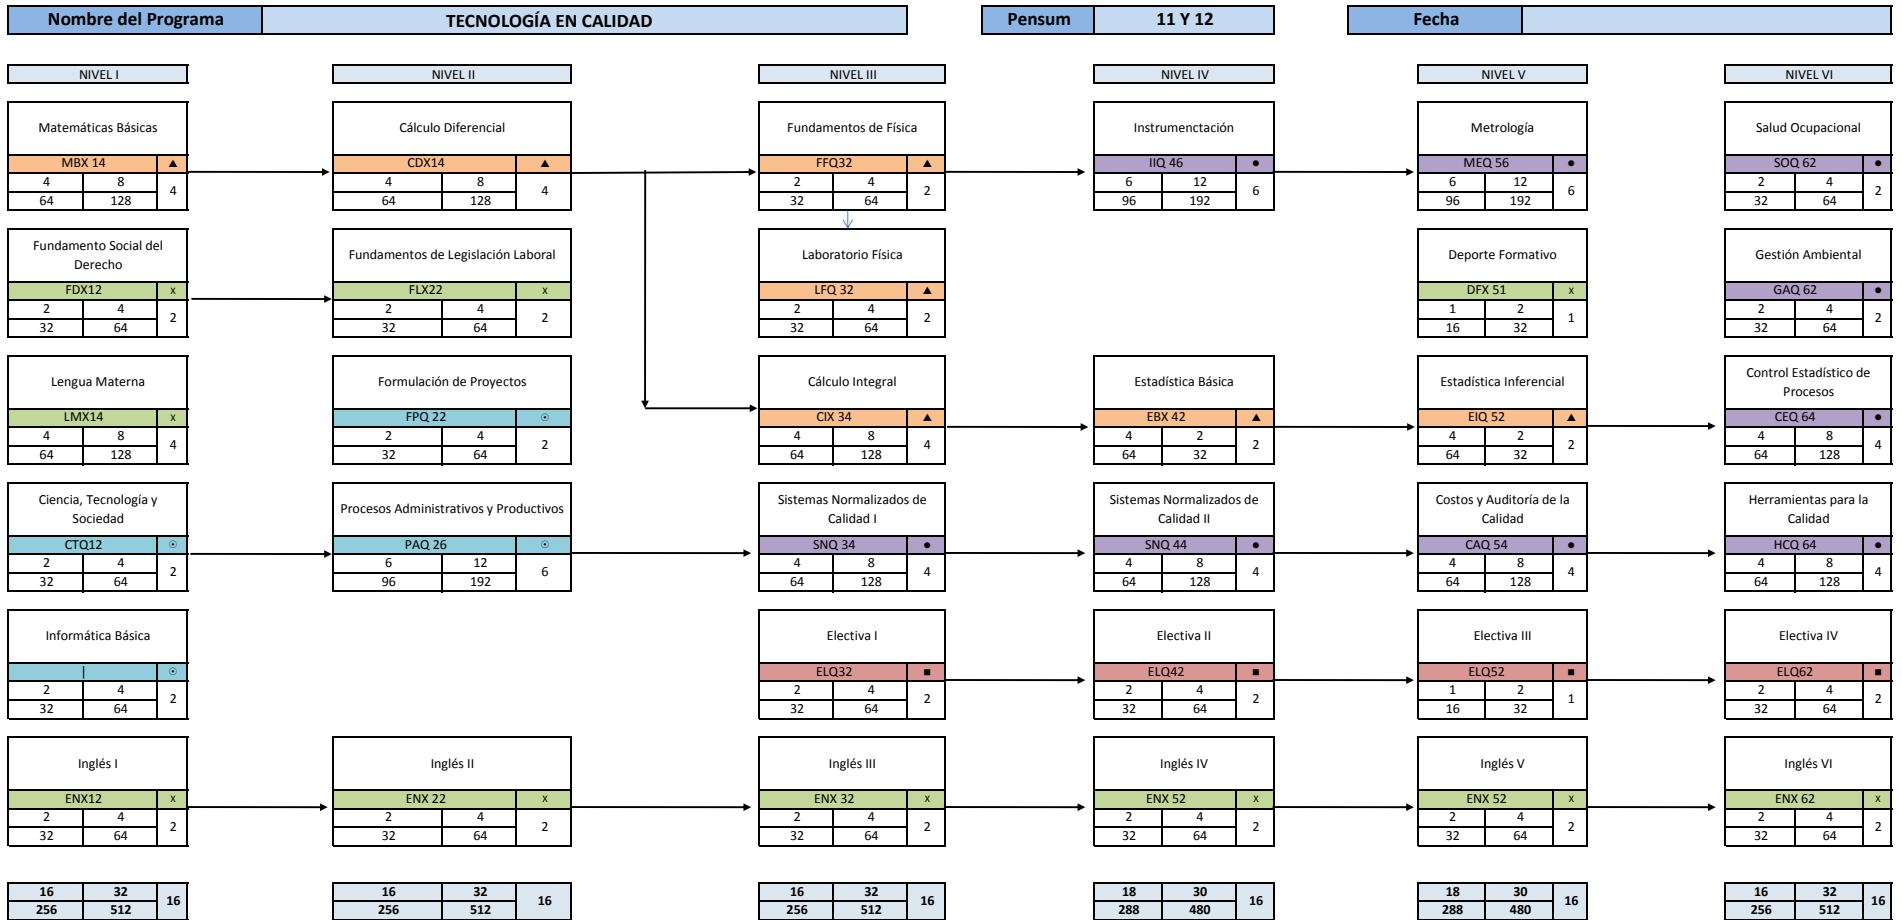 Nombre del Programa TECNOLOGÍA EN CALIDAD Pensum 11 Y 12 Fecha
NIVEL I NIVEL II NIVEL III NIVEL IV NIVEL V NIVEL VI
Matemáticas Básicas Cálculo Diferencial Fundamentos de Física Instrumenctación Metrología Salud Ocupacional
MBX 14 ▲ CDX14 ▲ FFQ32 ▲ IIQ 46 ● MEQ 56 ● SOQ 62 ●
4 8 4 8 2 4 6 12 6 12 2 4
4 4 2 6 6 2
64 128 64 128 32 64 96 192 96 192 32 64
Fundamento Social del
Derecho Fundamentos de Legislación Laboral Laboratorio Física Deporte Formativo Gestión Ambiental
FDX12 x FLX22 x LFQ 32 ▲ DFX 51 x GAQ 62 ●
2 4 2 4 2 4 1 2 2 4
2 2 2 1 2
32 64 32 64 32 64 16 32 32 64
Lengua Materna Formulación de Proyectos Cálculo Integral Estadística Básica Estadística Inferencial Control Estadístico de
Procesos
LMX14 x FPQ 22 ☉ CIX 34 ▲ EBX 42 ▲ EIQ 52 ▲ CEQ 64 ●
4 8 2 4 4 8 4 2 4 2 4 8
4 2 4 2 2 4
64 128 32 64 64 128 64 32 64 32 64 128
Ciencia, Tecnología y
Sociedad Procesos Administrativos y Productivos Sistemas Normalizados de
Calidad I Sistemas Normalizados de
Calidad II Costos y Auditoría de la
Calidad Herramientas para la
Calidad
CTQ12 ☉ PAQ 26 ☉ SNQ 34 ● SNQ 44 ● CAQ 54 ● HCQ 64 ●
2 4 6 12 4 8 4 8 4 8 4 8
2 6 4 4 4 4
32 64 96 192 64 128 64 128 64 128 64 128
Informática Básica Electiva I Electiva II Electiva III Electiva IV
| ☉ ELQ32 ■ ELQ42 ■ ELQ52 ■ ELQ62 ■
2 4 2 4 2 4 1 2 2 4
2 2 2 1 2
32 64 32 64 32 64 16 32 32 64
Inglés I Inglés II Inglés III Inglés IV Inglés V Inglés VI
ENX12 x ENX 22 x ENX 32 x ENX 52 x ENX 52 x ENX 62 x
2 4 2 4 2 4 2 4 2 4 2 4
2 2 2 2 2 2
32 64 32 64 32 64 32 64 32 64 32 64
16 32 16 32 16 32 18 30 18 30 16 32
16 16 16 16 16 16
256 512 256 512 256 512 288 480 288 480 256 512